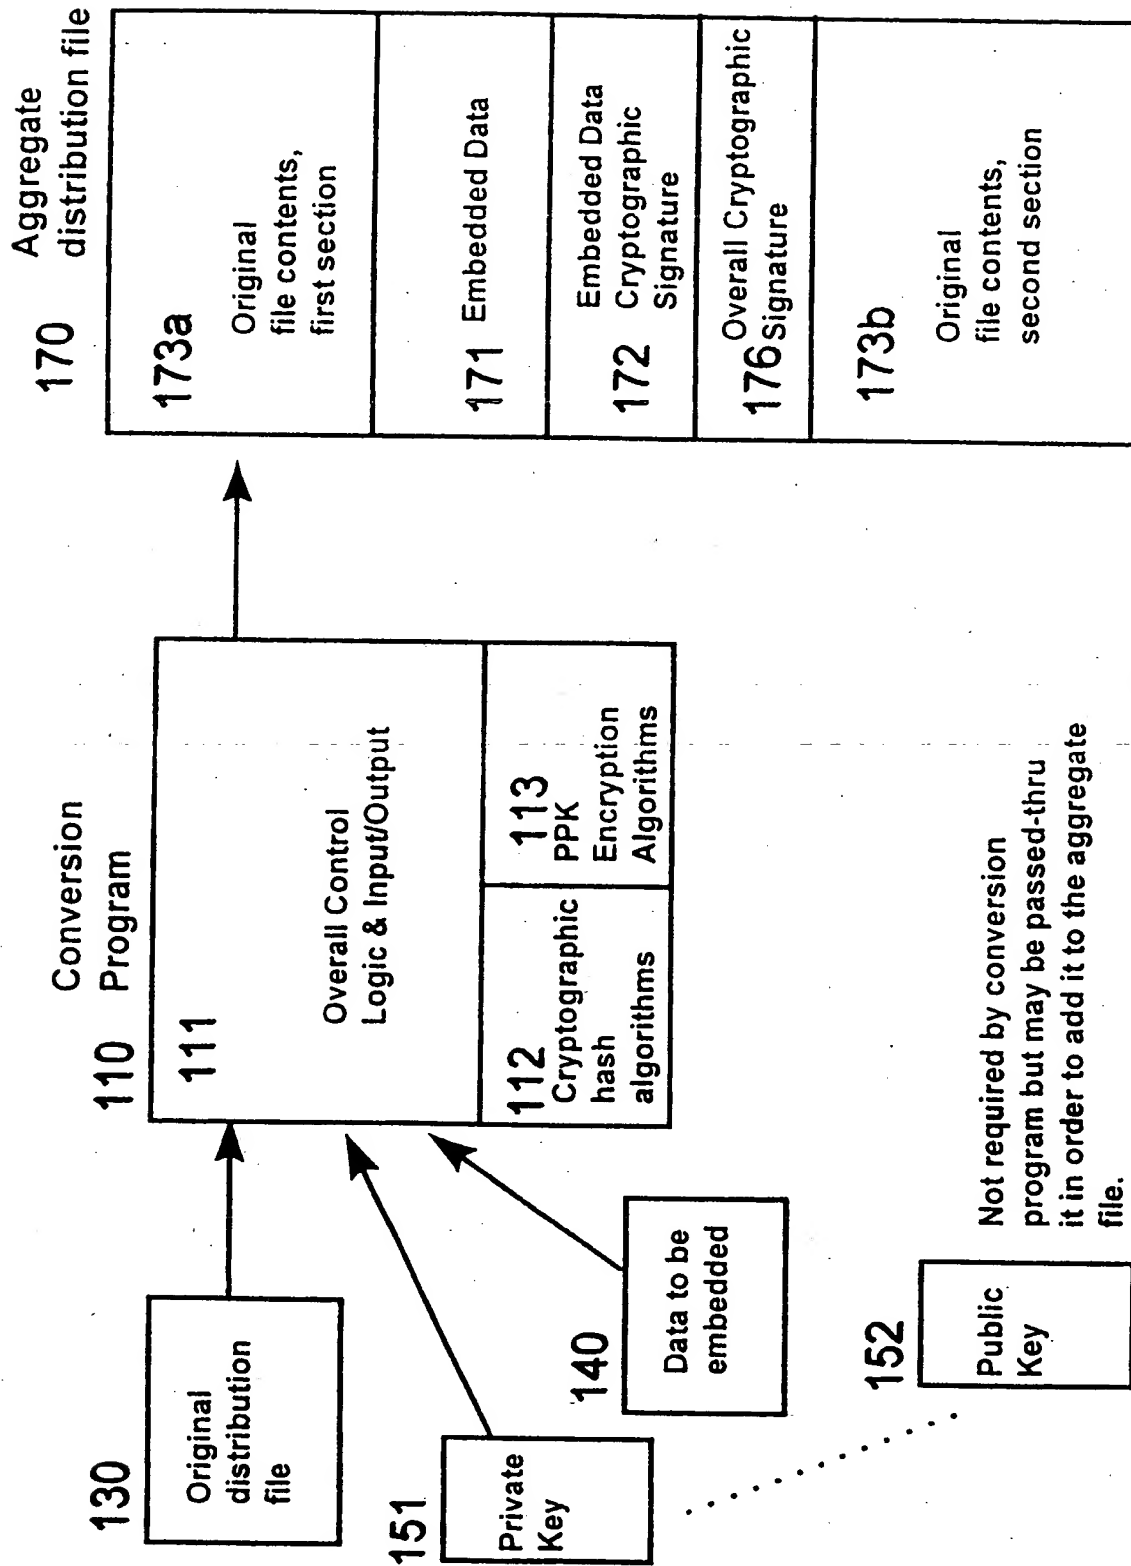 130
Original
distribution
file
151
Private
Key
140
Data to be
embedded
152
Public
Key
Not required by conversion
program but may be passed-thru
it in order to add it to the aggregate
file.
Conversion
110 Program
111
Overall Control
Logic & Input/Output
112
Cryptographic
hash
algorithms
113
PPK
Encryption
Algorithms
Aggregate
170 distribution file
173a
Original
file contents,
first section
171 Embedded Data
Embedded Data
172 Cryptographic
Signature
Overall Cryptographic
176 Signature
173b
Original
file contents,
second section